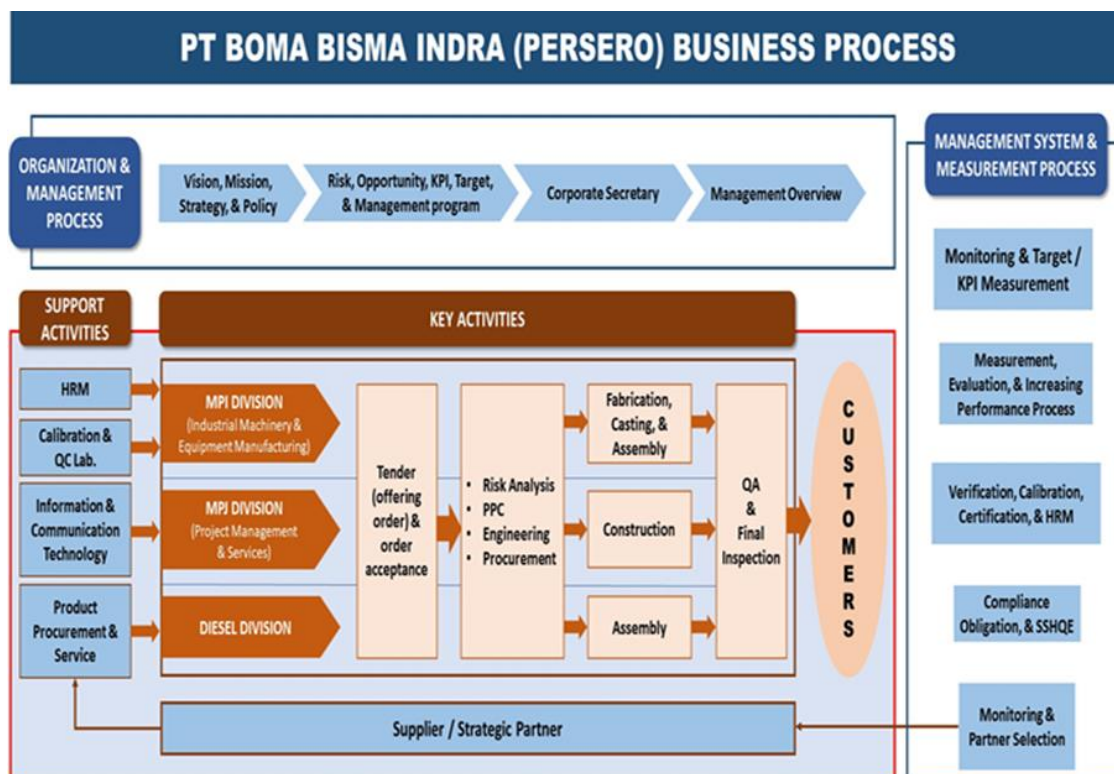 PT BOMA BISMA INDRA (PERSERO) BUSINESS PROCESS
ORGANIZATION &
MANAGEMENT
PROCESS
Vision, Mission,
Strategy, & Policy
Risk, Opportunity, KPI, Target,
& Management program
Corporate Secretary
Management Overview
MANAGEMENT SYSTEM &
MEASUREMENT PROCESS
Monitoring & Target /
KPI Measurement
Measurement,
Evaluation, & Increasing
Performance Process
Verification, Calibration,
Certification, & HRM
Compliance
Obligation, & SSHQE
Monitoring &
Partner Selection
SUPPORT
ACTIVITIES
HRM
Calibration &
QC Lab.
Information &
Communication
Technology
Product
Procurement &
Service
KEY ACTIVITIES
MPI DIVISION
(Industrial Machinery &
Equipment Manufacturing)
MPJ DIVISION
(Project Management
& Services)
DIESEL DIVISION
Tender
(offering
order) &
order
acceptance
• Risk Analysis
• PPC
• Engineering
• Procurement
Fabrication,
Casting, &
Assembly
Construction
Assembly
QA
&
Final
Inspection
CUSTOMERS
Supplier / Strategic Partner